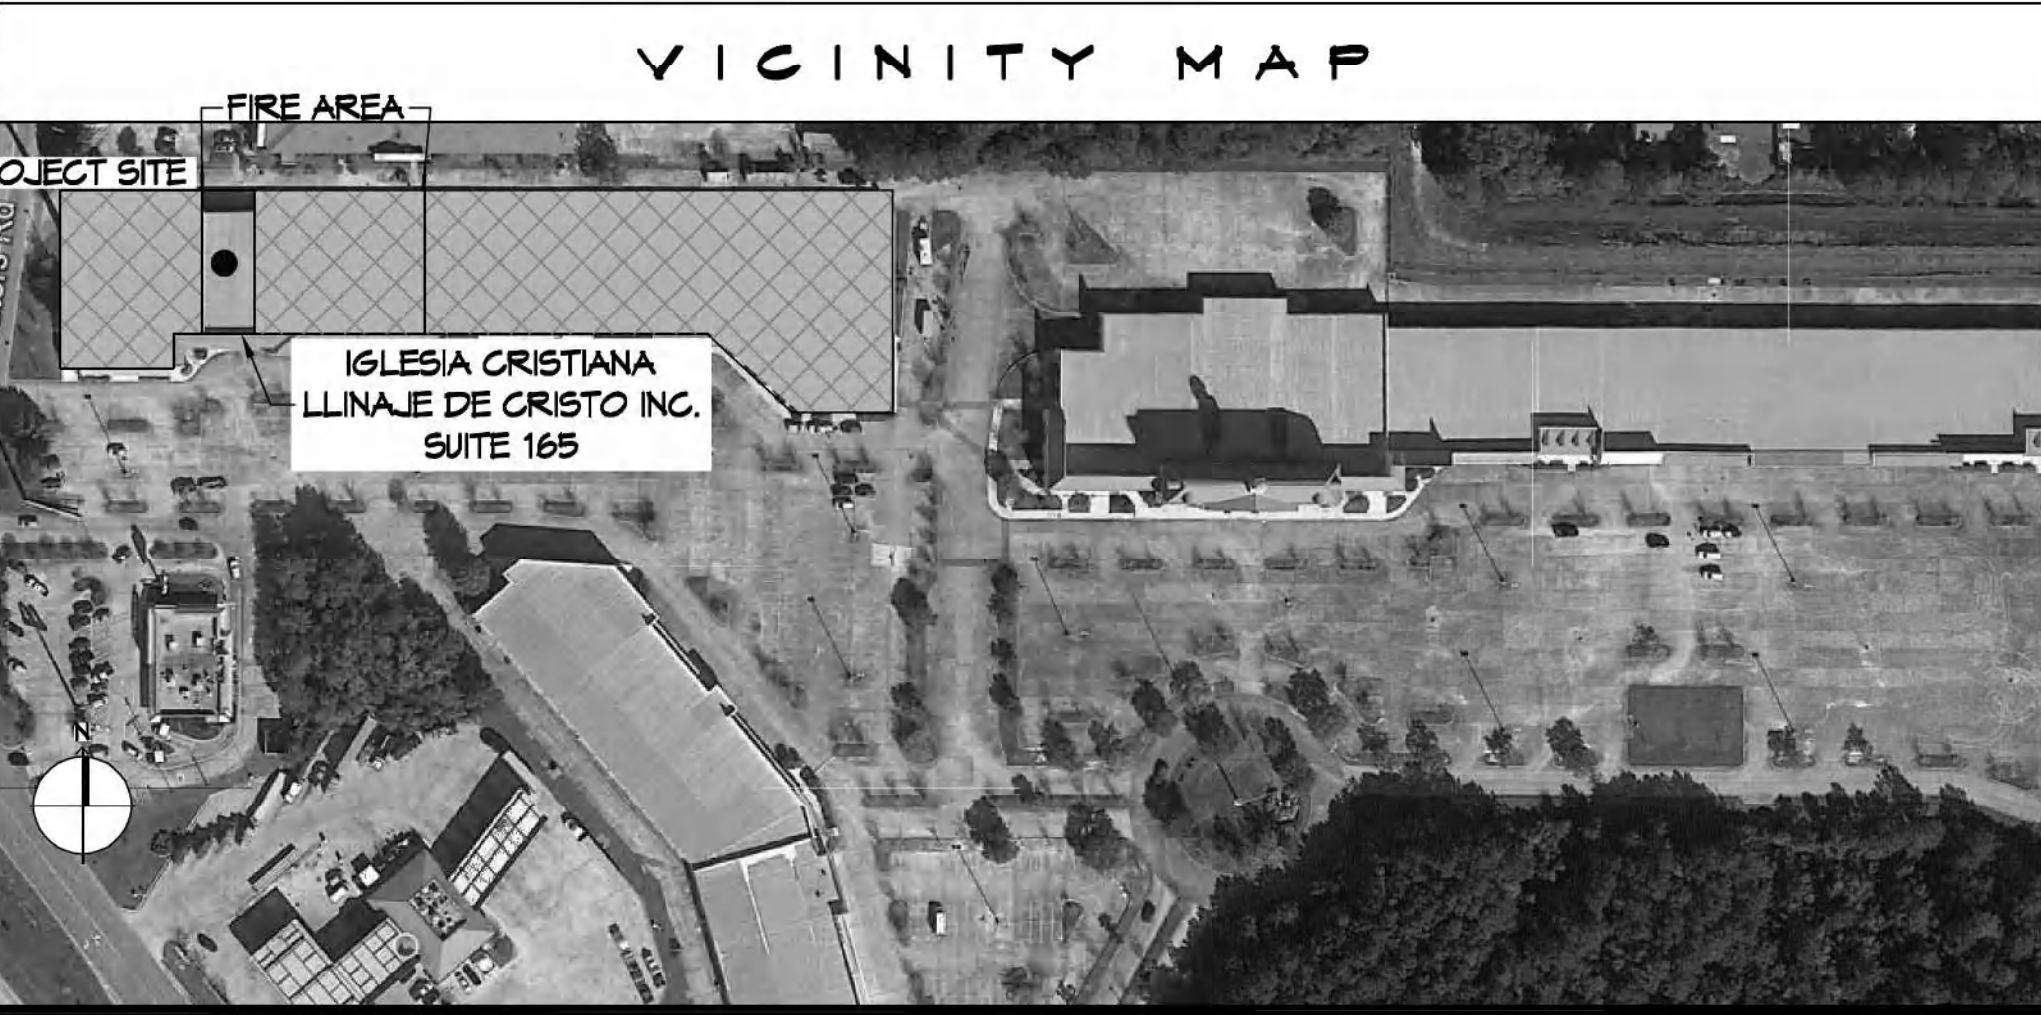 VICINITY MAP
FIRE AREA
OJECT SITE
IGLESIA CRISTIANA
LLINAJE DE CRISTO INC.
SUITE 165
N